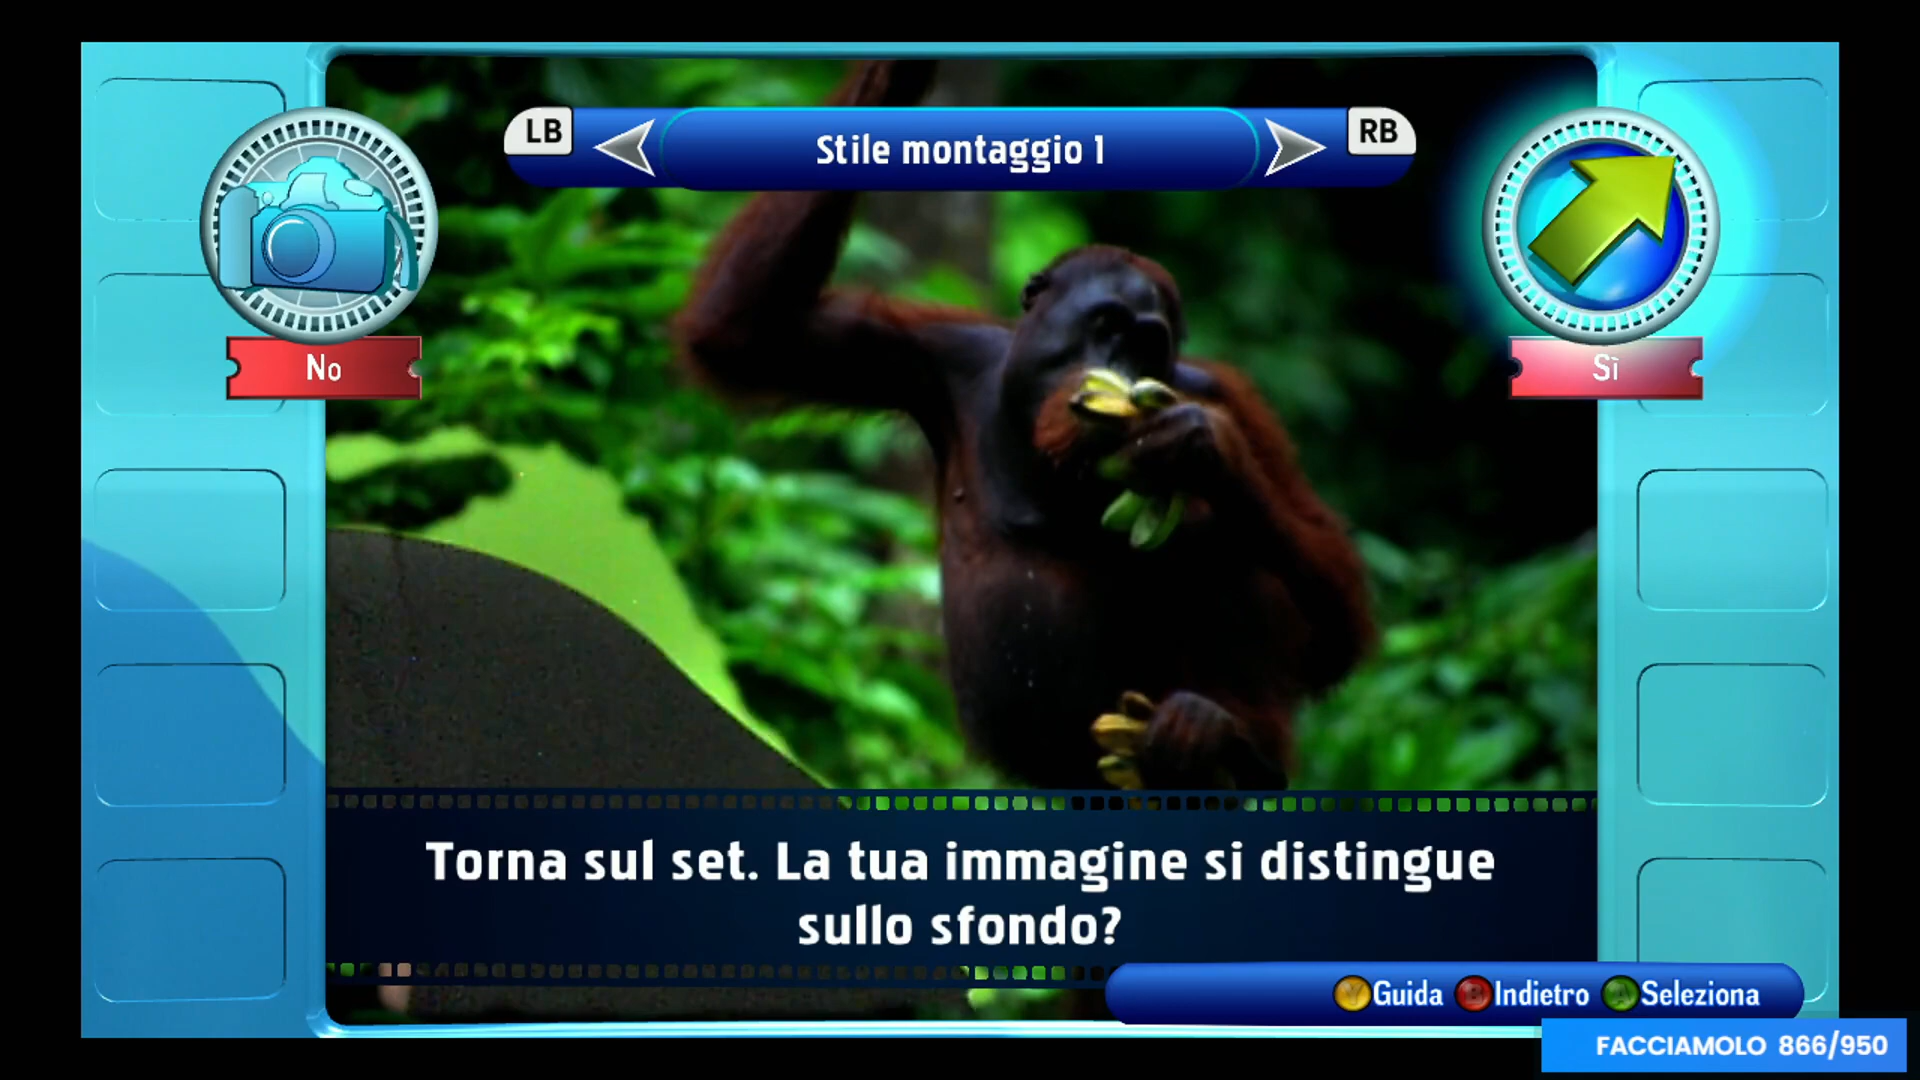 LB
Stile montaggio 1
RB
No
Sì
Torna sul set. La tua immagine si distingue
sullo sfondo?
Y Guida B Indietro A Seleziona
FACCIAMOLO 866/950